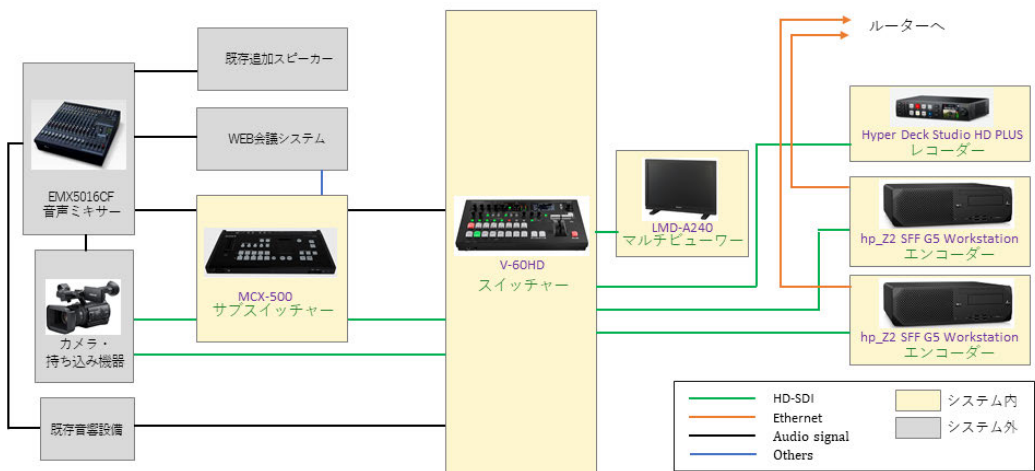 ルーターへ
既存追加スピーカー
WEB会議システム
EMX5016CF
音声ミキサー
MCX-500
サブスイッチャー
カメラ・
持ち込み機器
既存音響設備
V-60HD
スイッチャー
LMD-A240
マルチビューワー
Hyper Deck Studio HD PLUS
レコーダー
hp_Z2 SFF G5 Workstation
エンコーダー
hp_Z2 SFF G5 Workstation
エンコーダー
HD-SDI
Ethernet
Audio signal
Others
システム内
システム外